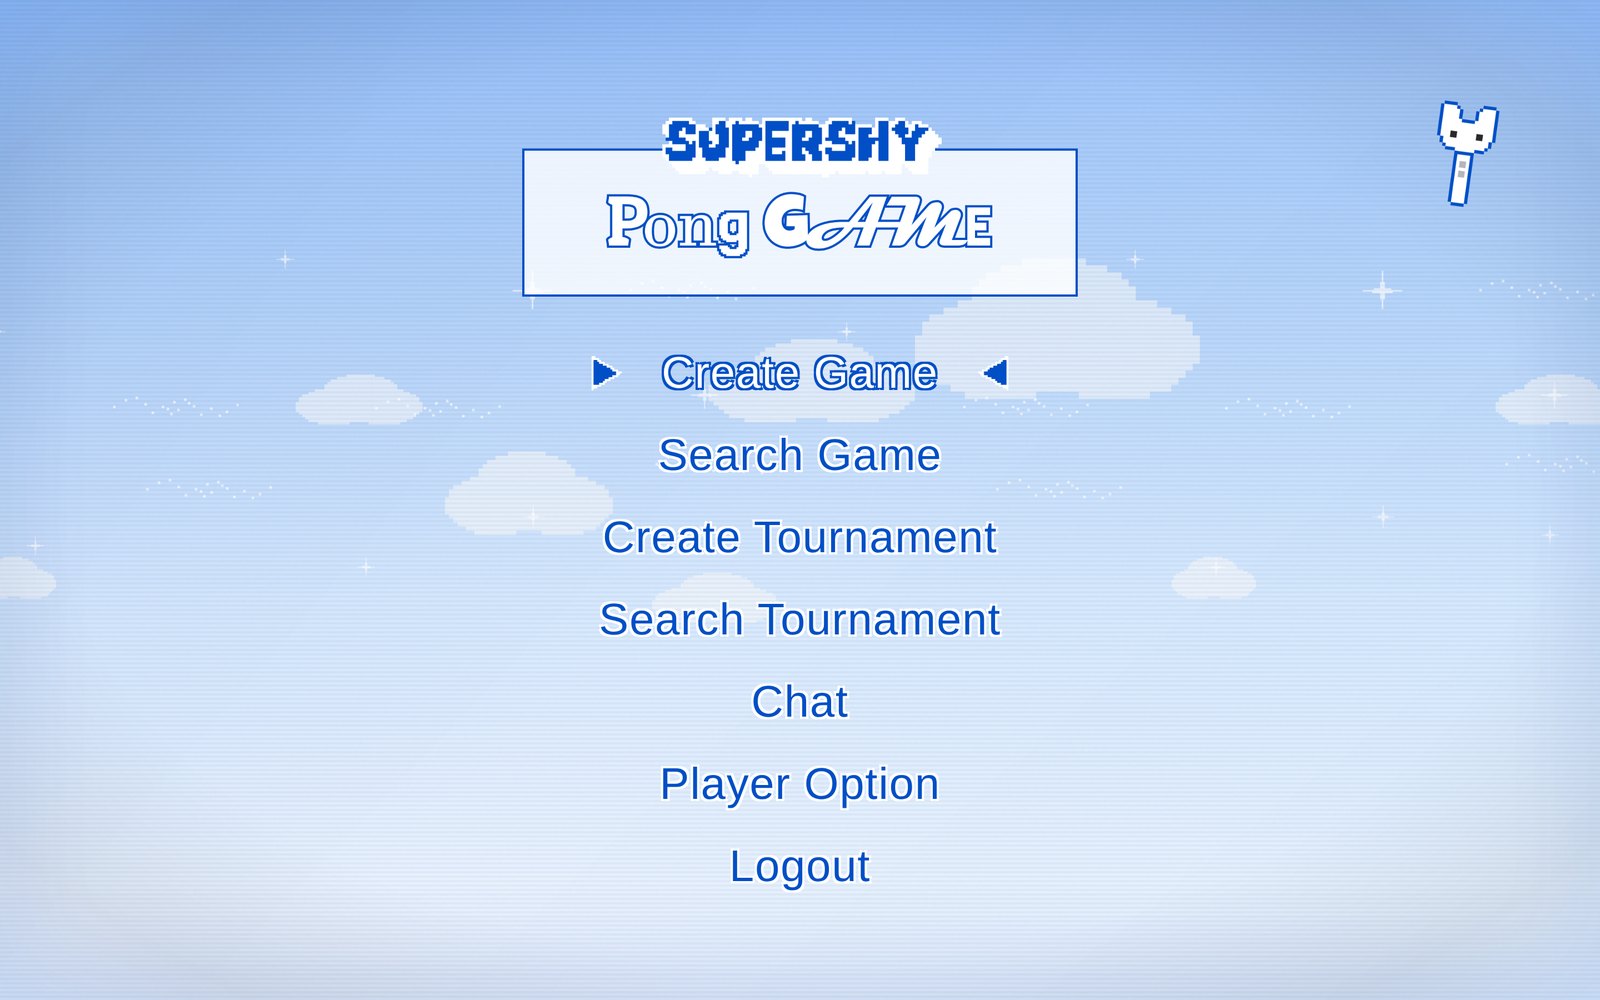 SUPERSHY
Pong GAME
Create Game
Search Game
Create Tournament
Search Tournament
Chat
Player Option
Logout